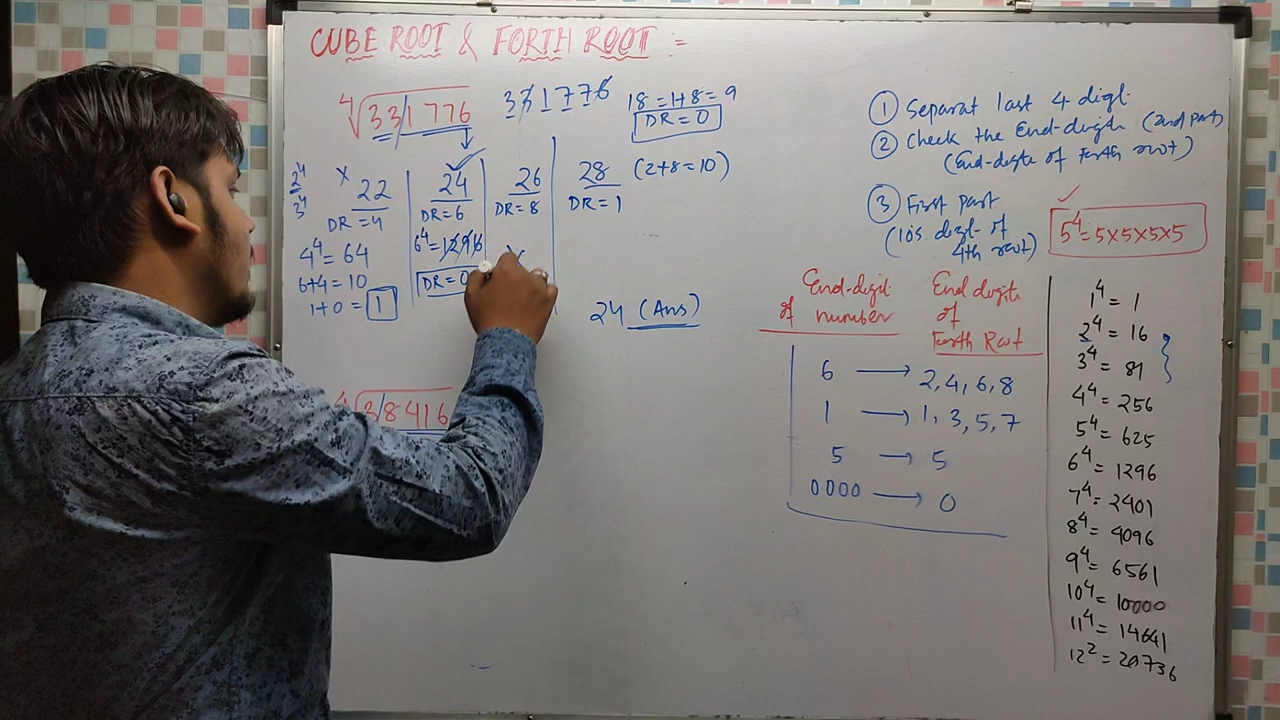 CUBE ROOT & FORTH ROOT :-
4√331776
331776
18 = 1+8 = 9
DR = 0
2⁴
3⁴
×
22
DR = 4
4⁴ = 64
6+4 = 10
1+0 = 1
24
DR = 6
6⁴ = 1296
DR = 0
26
DR = 8
28 (2+8=10)
DR = 1
24 (Ans)
4√38416
① Separat last 4 digit.
② Check the End-digit (2nd part)
(End-digit of Forth root)
③ First part
(10s digit of
4th root)
5⁴ = 5×5×5×5
End-digit
of number
End digits
of
Forth Root
6 → 2, 4, 6, 8
1 → 1, 3, 5, 7
5 → 5
0000 → 0
1⁴ = 1
2⁴ = 16
3⁴ = 81
4⁴ = 256
5⁴ = 625
6⁴ = 1296
7⁴ = 2401
8⁴ = 4096
9⁴ = 6561
10⁴ = 10000
11⁴ = 14641
12² = 20736